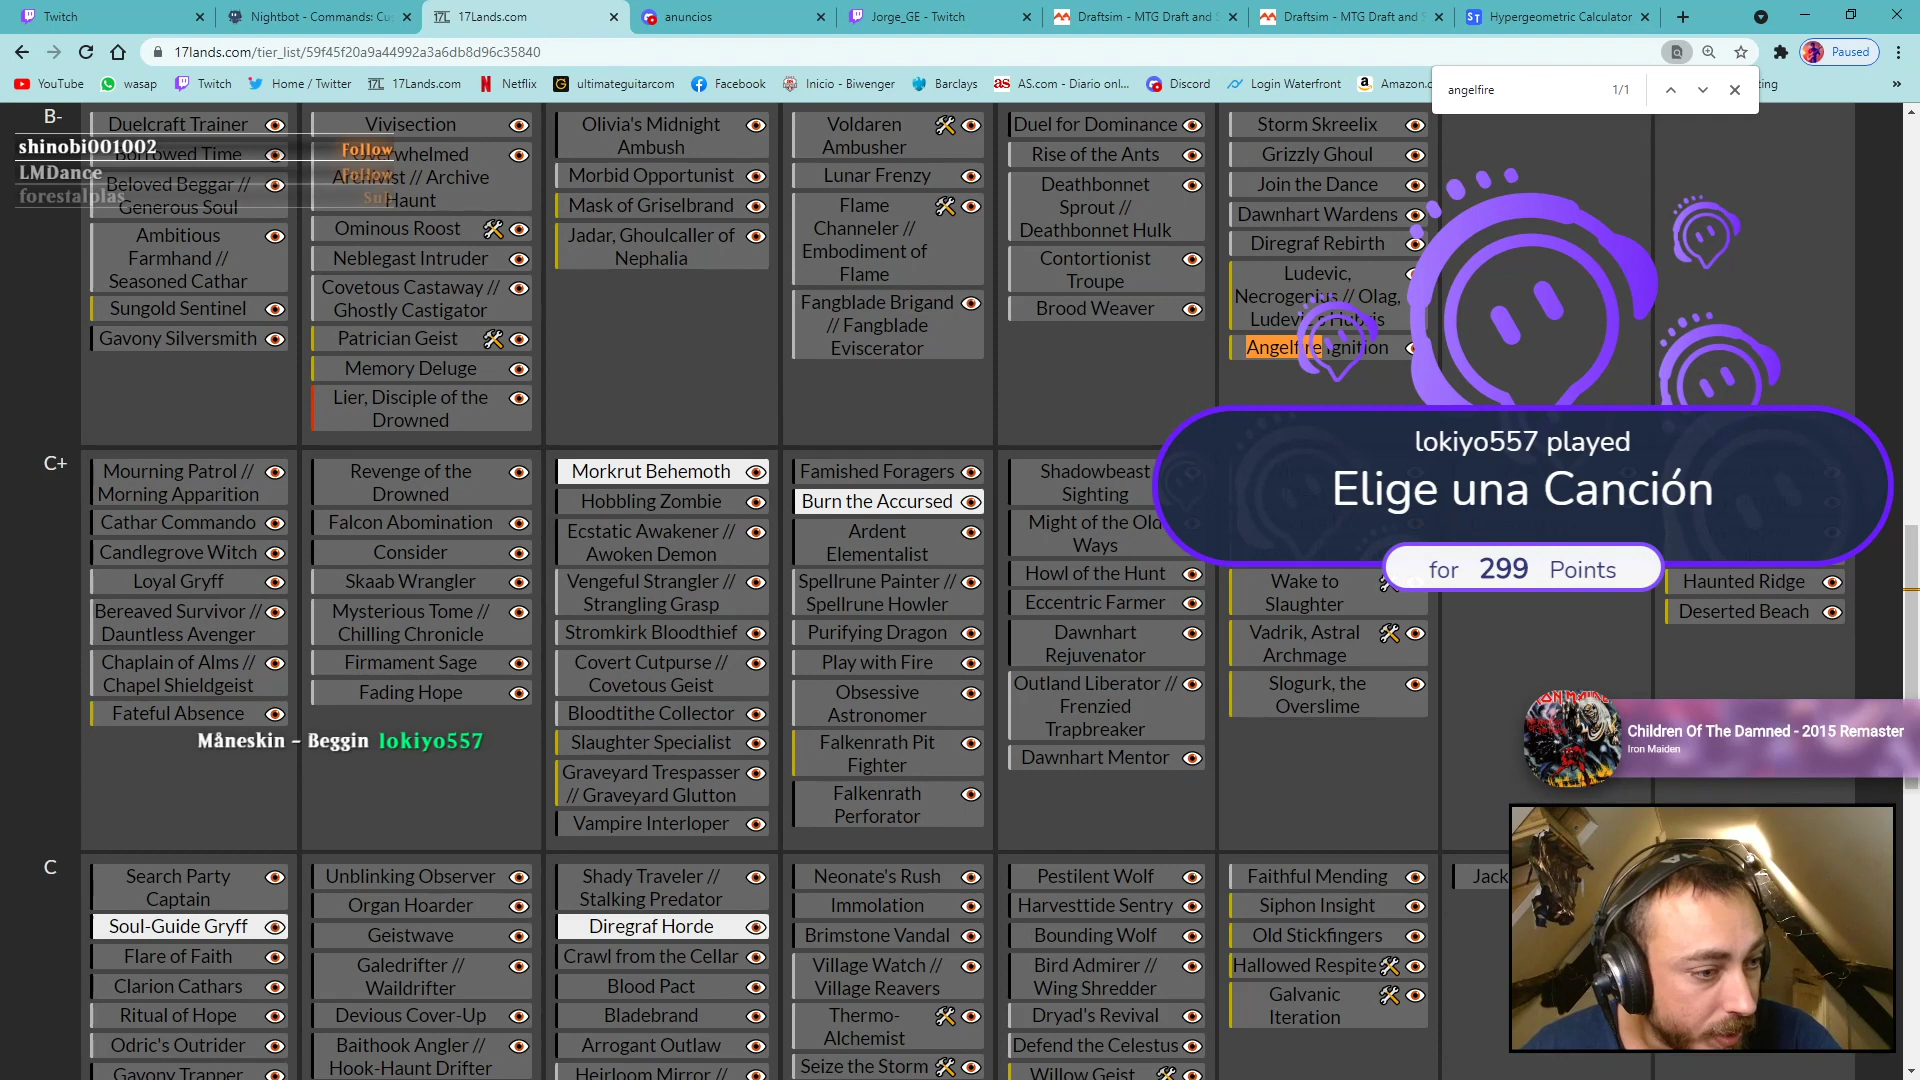 Twitch
Nightbot - Commands: Cu
17Lands.com
anuncios
Jorge_GE - Twitch
Draftsim - MTG Draft and
Draftsim - MTG Draft and
Hypergeometric Calculator
17lands.com/tier_list/59f45f20a9a44992a3a6db8d96c35840
Paused
YouTube
wasap
Twitch
Home / Twitter
17Lands.com
Netflix
ultimateguitarcom
Facebook
Inicio - Biwenger
Barclays
AS.com - Diario onl...
Discord
Login Waterfront
Amazon.c
angelfire
1/1
B-
Duelcraft Trainer
Borrowed Time
Beloved Beggar //
Generous Soul
Ambitious
Farmhand //
Seasoned Cathar
Sungold Sentinel
Gavony Silversmith
shinobi001002
Follow
LMDance
Follow
forestalplas
Sub
Vivisection
Overwhelmed
Archivist // Archive
Haunt
Ominous Roost
Neblegast Intruder
Covetous Castaway //
Ghostly Castigator
Patrician Geist
Memory Deluge
Lier, Disciple of the
Drowned
Olivia's Midnight
Ambush
Morbid Opportunist
Mask of Griselbrand
Jadar, Ghoulcaller of
Nephalia
Voldaren
Ambusher
Lunar Frenzy
Flame
Channeler //
Embodiment of
Flame
Fangblade Brigand
// Fangblade
Eviscerator
Duel for Dominance
Rise of the Ants
Deathbonnet
Sprout //
Deathbonnet Hulk
Contortionist
Troupe
Brood Weaver
Storm Skreelix
Grizzly Ghoul
Join the Dance
Dawnhart Wardens
Diregraf Rebirth
Ludevic,
Necrogenius // Olag,
Ludevic's Hubris
Angelfire Ignition
lokiyo557 played
Elige una Canción
for 299 Points
C+
Mourning Patrol //
Morning Apparition
Cathar Commando
Candlegrove Witch
Loyal Gryff
Bereaved Survivor //
Dauntless Avenger
Chaplain of Alms //
Chapel Shieldgeist
Fateful Absence
Revenge of the
Drowned
Falcon Abomination
Consider
Skaab Wrangler
Mysterious Tome //
Chilling Chronicle
Firmament Sage
Fading Hope
Måneskin - Beggin lokiyo557
Morkrut Behemoth
Hobbling Zombie
Ecstatic Awakener //
Awoken Demon
Vengeful Strangler //
Strangling Grasp
Stromkirk Bloodthief
Covert Cutpurse //
Covetous Geist
Bloodtithe Collector
Slaughter Specialist
Graveyard Trespasser
// Graveyard Glutton
Vampire Interloper
Famished Foragers
Burn the Accursed
Ardent
Elementalist
Spellrune Painter //
Spellrune Howler
Purifying Dragon
Play with Fire
Obsessive
Astronomer
Falkenrath Pit
Fighter
Falkenrath
Perforator
Shadowbeast
Sighting
Might of the Old
Ways
Howl of the Hunt
Eccentric Farmer
Dawnhart
Rejuvenator
Outland Liberator //
Frenzied
Trapbreaker
Dawnhart Mentor
Wake to
Slaughter
Vadrik, Astral
Archmage
Slogurk, the
Overslime
Haunted Ridge
Deserted Beach
Children Of The Damned - 2015 Remaster
Iron Maiden
C
Search Party
Captain
Soul-Guide Gryff
Flare of Faith
Clarion Cathars
Ritual of Hope
Odric's Outrider
Gavony Trapper
Unblinking Observer
Organ Hoarder
Geistwave
Galedrifter //
Waildrifter
Devious Cover-Up
Baithook Angler //
Hook-Haunt Drifter
Shady Traveler //
Stalking Predator
Diregraf Horde
Crawl from the Cellar
Blood Pact
Bladebrand
Arrogant Outlaw
Heirloom Mirror //
Neonate's Rush
Immolation
Brimstone Vandal
Village Watch //
Village Reavers
Thermo-
Alchemist
Seize the Storm
Pestilent Wolf
Harvesttide Sentry
Bounding Wolf
Bird Admirer //
Wing Shredder
Dryad's Revival
Defend the Celestus
Willow Geist
Faithful Mending
Siphon Insight
Old Stickfingers
Hallowed Respite
Galvanic
Iteration
Jack